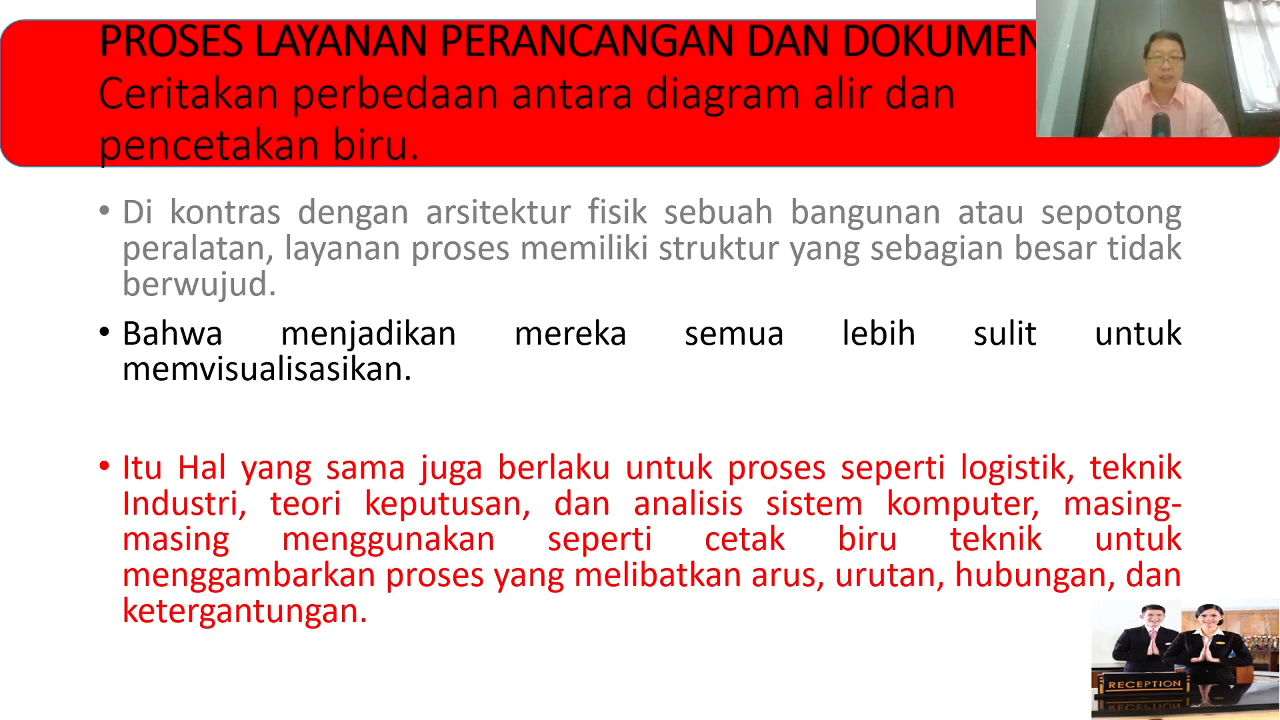 PROSES LAYANAN PERANCANGAN DAN DOKUMEN
Ceritakan perbedaan antara diagram alir dan
pencetakan biru.
• Di kontras dengan arsitektur fisik sebuah bangunan atau sepotong
peralatan, layanan proses memiliki struktur yang sebagian besar tidak
berwujud.
• Bahwa menjadikan mereka semua lebih sulit untuk
memvisualisasikan.
• Itu Hal yang sama juga berlaku untuk proses seperti logistik, teknik
Industri, teori keputusan, dan analisis sistem komputer, masing-
masing menggunakan seperti cetak biru teknik untuk
menggambarkan proses yang melibatkan arus, urutan, hubungan, dan
ketergantungan.
RECEPTION